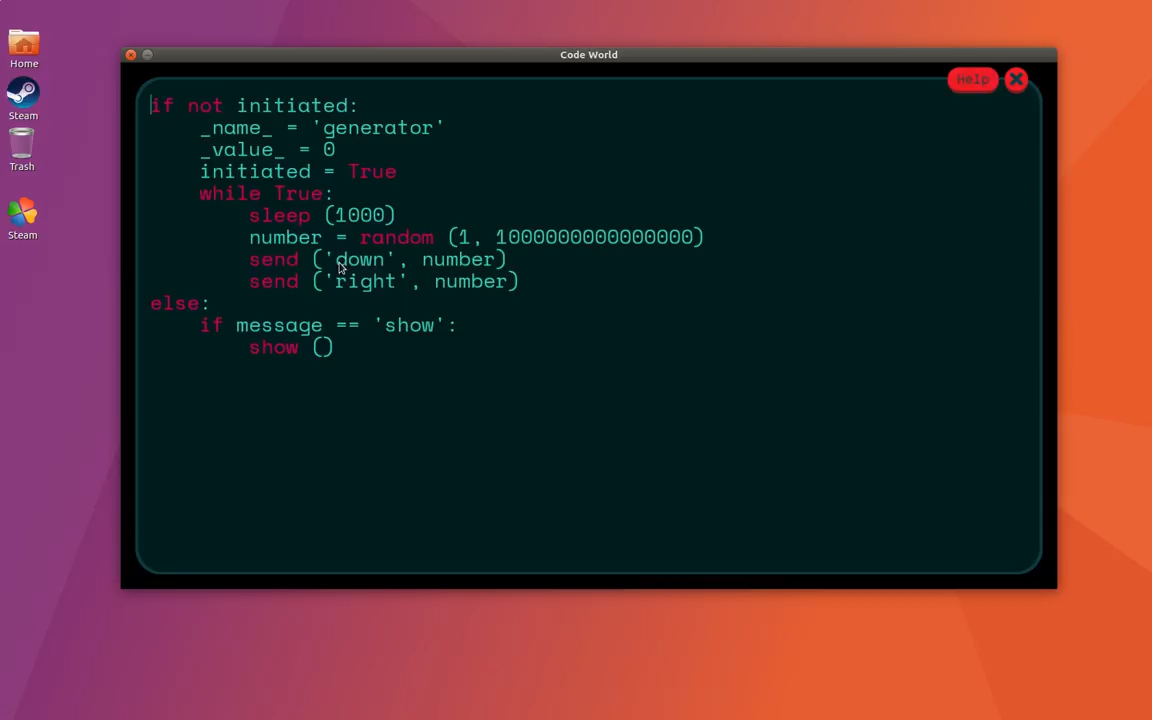 Code World
Home
Steam
Trash
Steam
Help
if not initiated:
    _name_ = 'generator'
    _value_ = 0
    initiated = True
    while True:
        sleep (1000)
        number = random (1, 1000000000000000)
        send ('down', number)
        send ('right', number)
else:
    if message == 'show':
        show ()